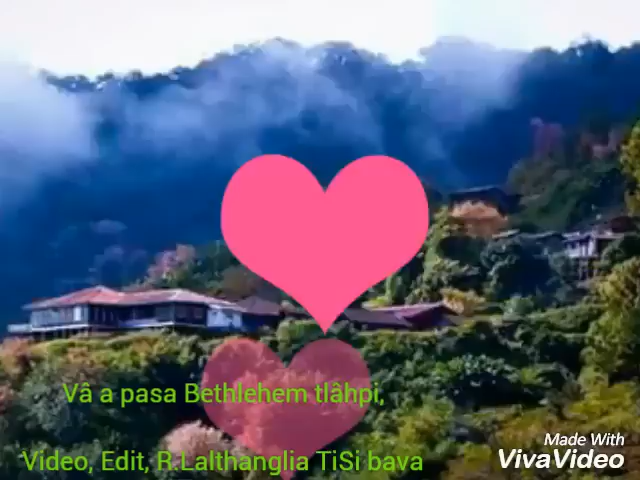 Vâ a pasa Bethlehem tlâhpi,
Video, Edit, R.Lalthanglia TiSi bava
Made With
VivaVideo